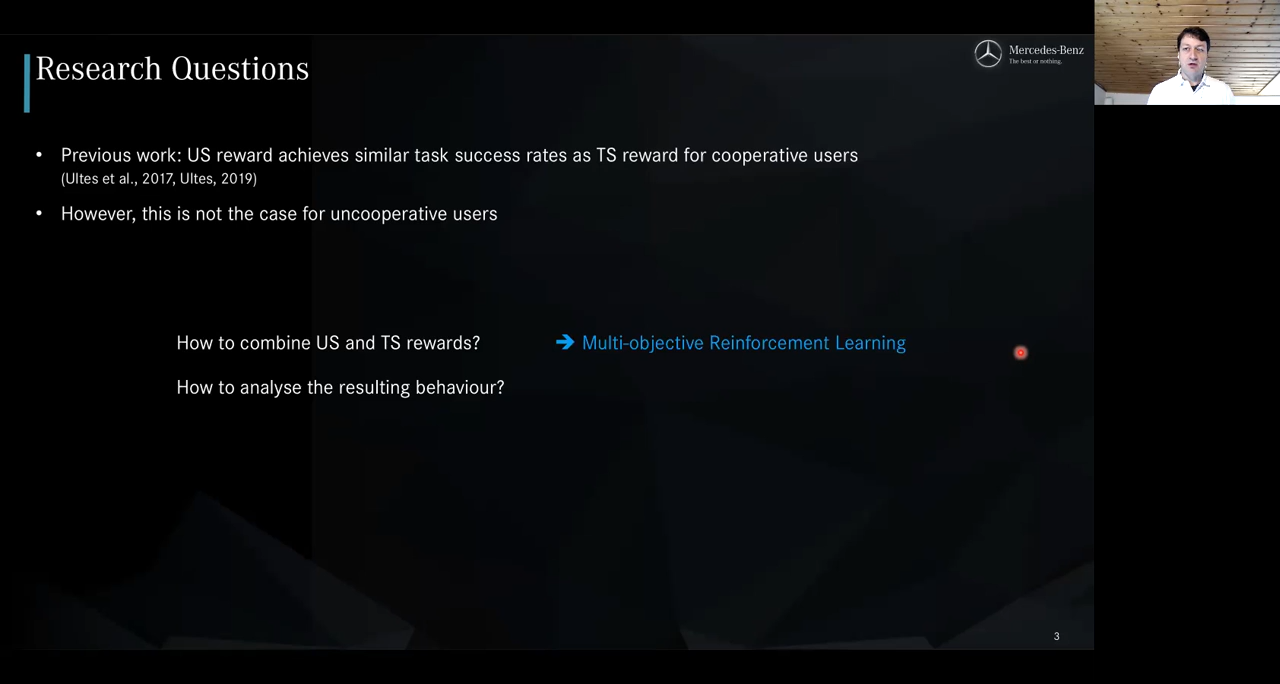 Research Questions
Mercedes-Benz
The best or nothing.
• Previous work: US reward achieves similar task success rates as TS reward for cooperative users
(Ultes et al., 2017, Ultes, 2019)
• However, this is not the case for uncooperative users
How to combine US and TS rewards? ➔ Multi-objective Reinforcement Learning
How to analyse the resulting behaviour?
3